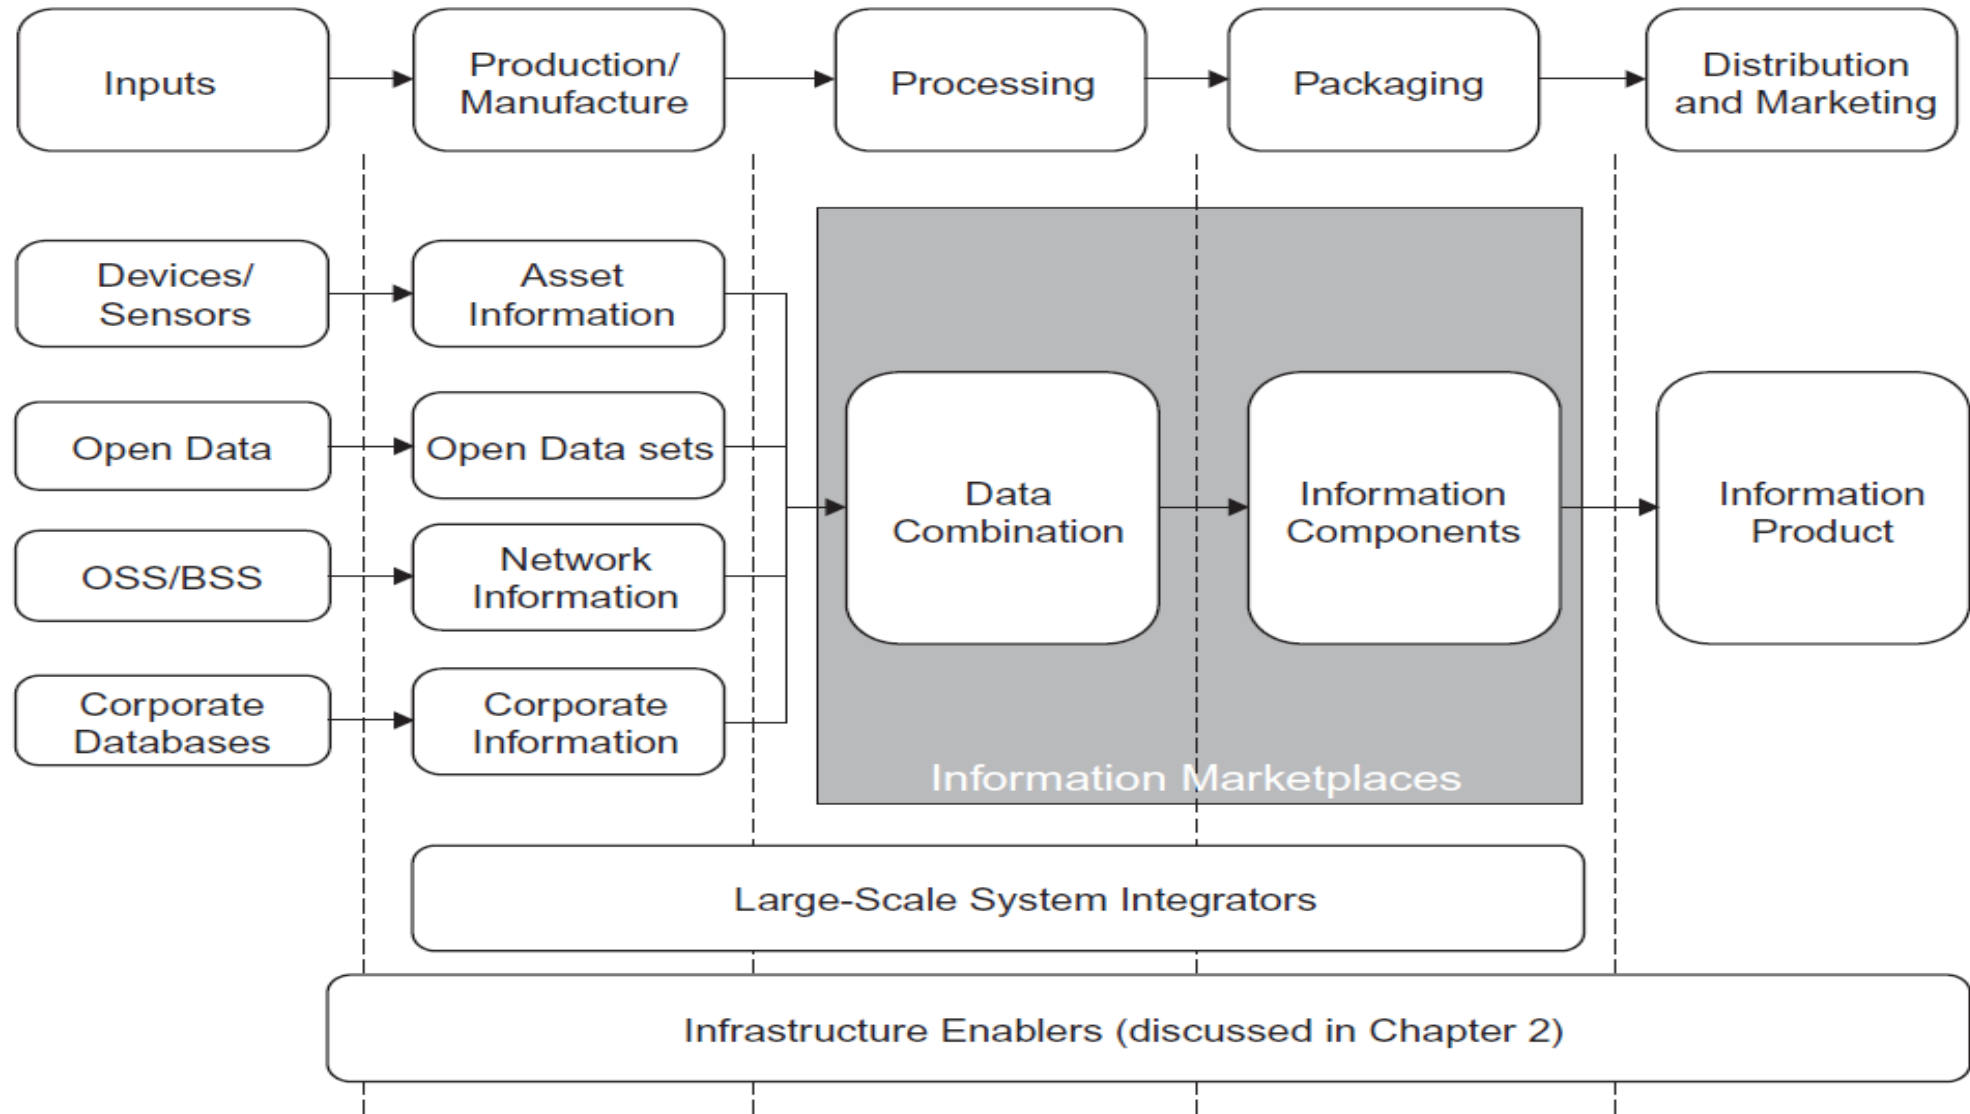 Inputs
Production/
Manufacture
Processing
Packaging
Distribution
and Marketing
Devices/
Sensors
Asset
Information
Open Data
Open Data sets
OSS/BSS
Network
Information
Corporate
Databases
Corporate
Information
Data
Combination
Information
Components
Information
Product
Information Marketplaces
Large-Scale System Integrators
Infrastructure Enablers (discussed in Chapter 2)